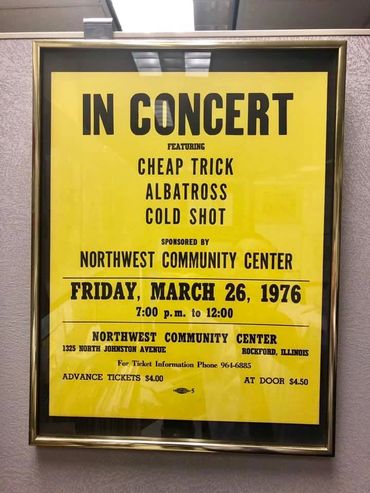 IN CONCERT
FEATURING
CHEAP TRICK
ALBATROSS
COLD SHOT
SPONSORED BY
NORTHWEST COMMUNITY CENTER
FRIDAY, MARCH 26, 1976
7:00 p.m. to 12:00
NORTHWEST COMMUNITY CENTER
1325 NORTH JOHNSTON AVENUE ROCKFORD, ILLINOIS
For Ticket Information Phone 964-6885
ADVANCE TICKETS $4.00 AT DOOR $4.50
5